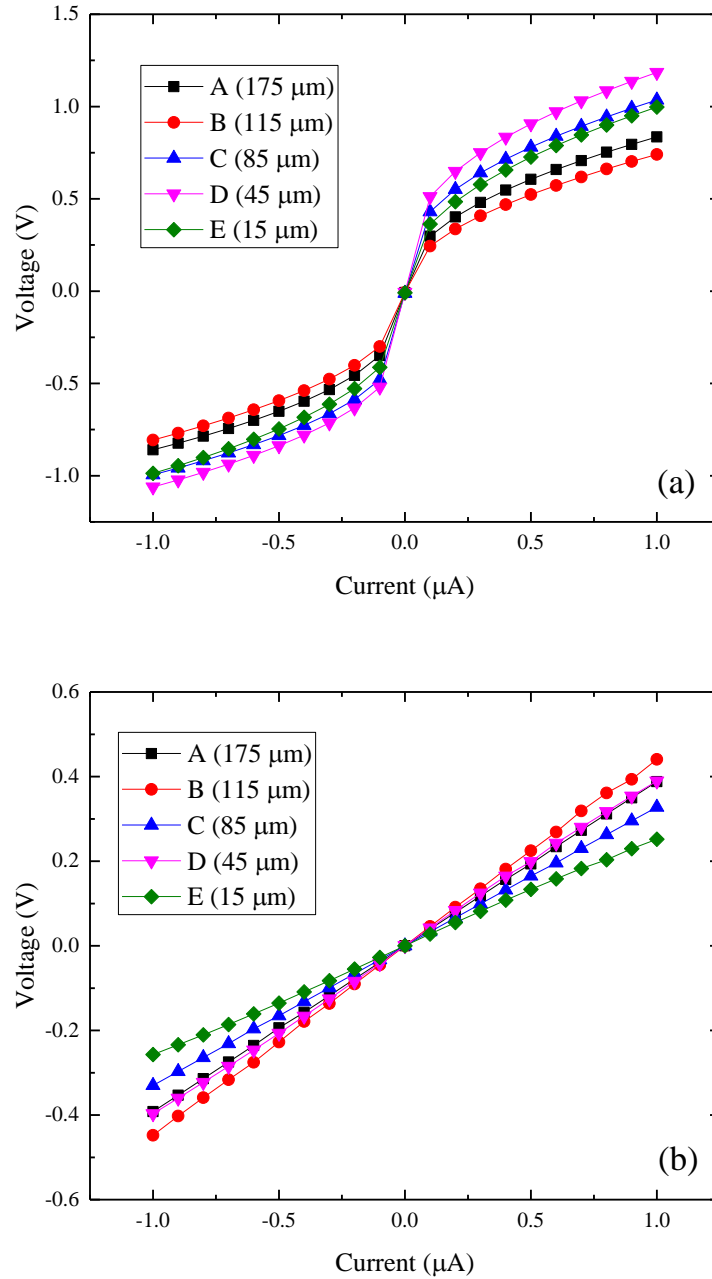 1.5
1.0
0.5
0.0
-0.5
-1.0
Voltage (V)
A (175 μm)
B (115 μm)
C (85 μm)
D (45 μm)
E (15 μm)
(a)
-1.0 -0.5 0.0 0.5 1.0
Current (μA)
0.6
0.4
0.2
0.0
-0.2
-0.4
-0.6
Voltage (V)
A (175 μm)
B (115 μm)
C (85 μm)
D (45 μm)
E (15 μm)
(b)
-1.0 -0.5 0.0 0.5 1.0
Current (μA)